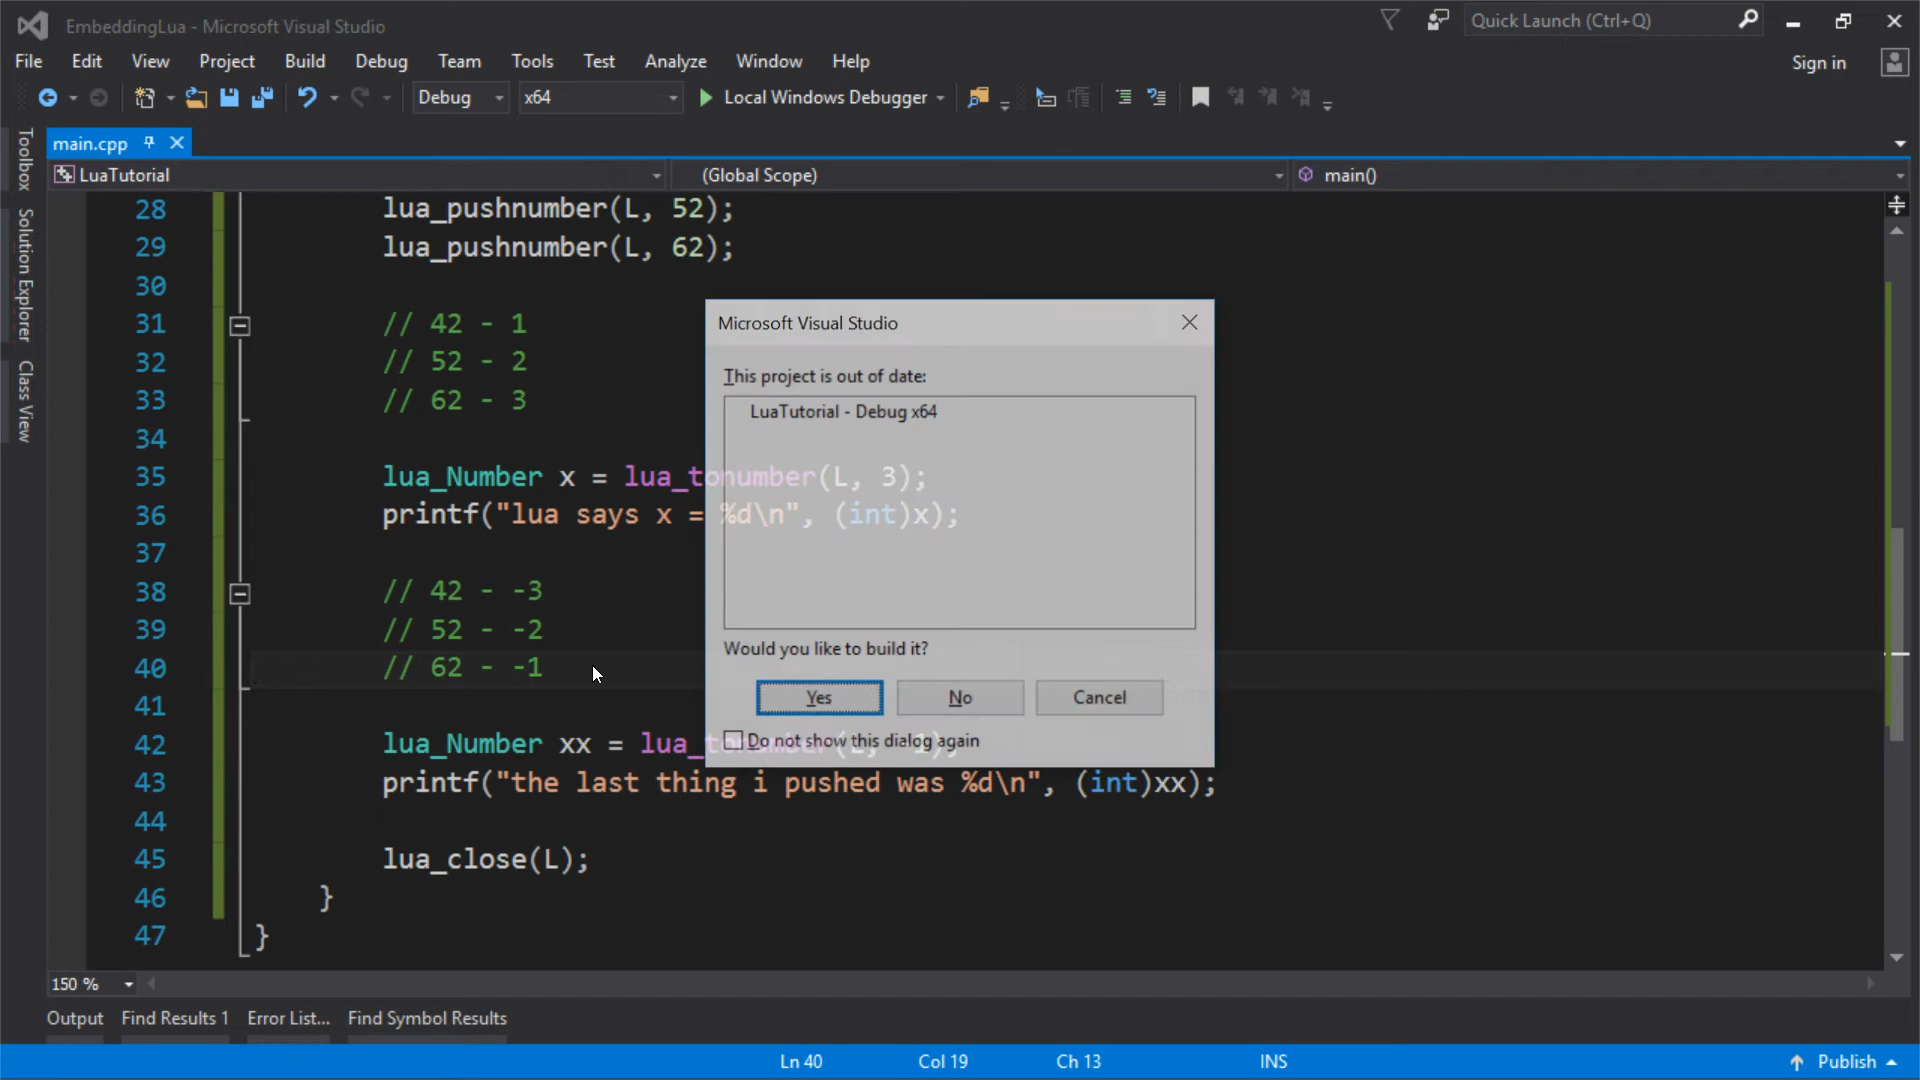 EmbeddingLua - Microsoft Visual Studio
Quick Launch (Ctrl+Q)
File Edit View Project Build Debug Team Tools Test Analyze Window Help
Sign in
Debug x64 Local Windows Debugger
main.cpp
LuaTutorial (Global Scope) main()
Toolbox
Solution Explorer
Class View
28 lua_pushnumber(L, 52);
29 lua_pushnumber(L, 62);
30
31 // 42 - 1
32 // 52 - 2
33 // 62 - 3
34
35 lua_Number x = lua_tonumber(L, 3);
36 printf("lua says x = %d\n", (int)x);
37
38 // 42 - -3
39 // 52 - -2
40 // 62 - -1
41
42 lua_Number xx = lua_tonumber(L, -1);
43 printf("the last thing i pushed was %d\n", (int)xx);
44
45 lua_close(L);
46 }
47 }
Microsoft Visual Studio
This project is out of date:
LuaTutorial - Debug x64
Would you like to build it?
Yes No Cancel
Do not show this dialog again
150 %
Output Find Results 1 Error List... Find Symbol Results
Ln 40 Col 19 Ch 13 INS Publish